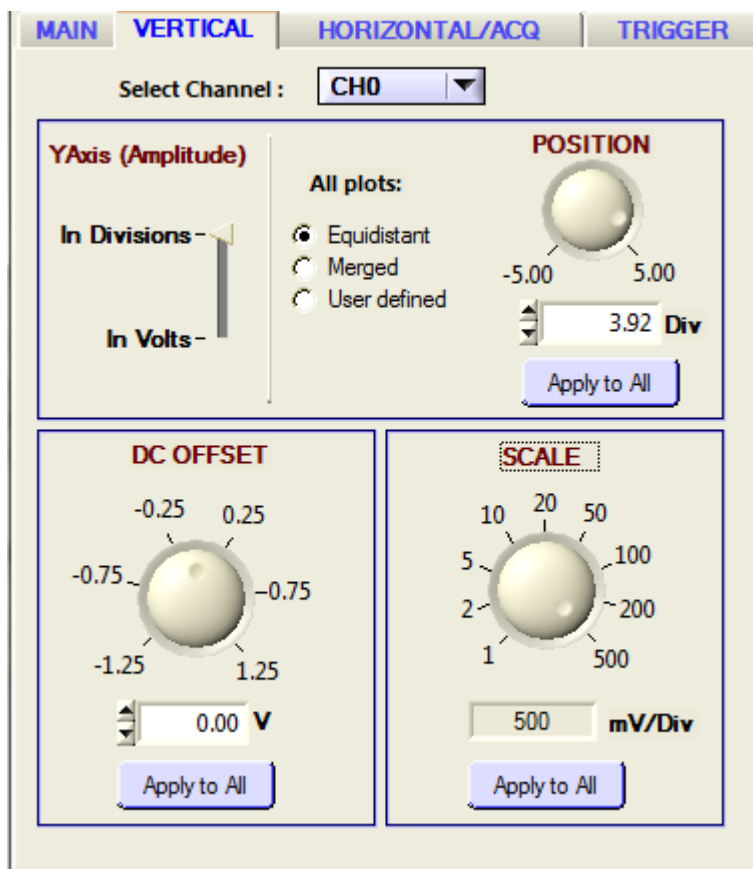 MAIN VERTICAL HORIZONTAL/ACQ TRIGGER
Select Channel : CH0
YAxis (Amplitude)
In Divisions
In Volts
All plots:
Equidistant
Merged
User defined
POSITION
-5.00 5.00
3.92 Div
Apply to All
DC OFFSET
-0.25 0.25
-0.75 0.75
-1.25 1.25
0.00 V
Apply to All
SCALE
10 20 50
5 100
2 200
1 500
500 mV/Div
Apply to All